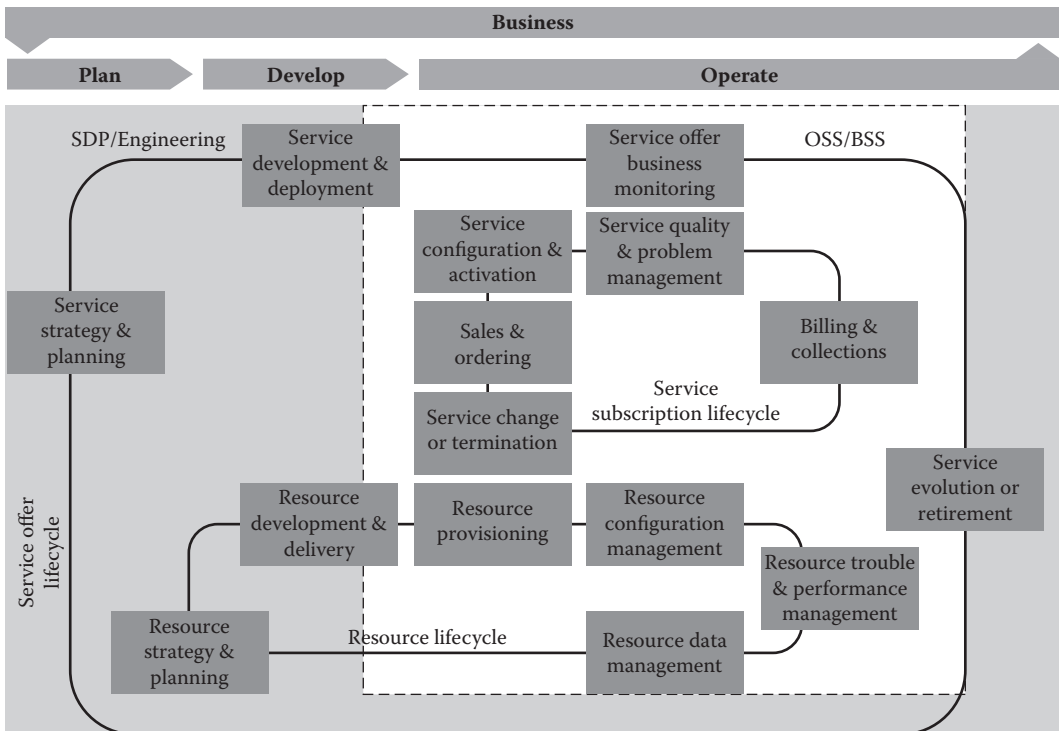 Business
Plan
Develop
Operate
SDP/Engineering
Service
development &
deployment
Service offer
business
monitoring
OSS/BSS
Service
configuration &
activation
Service quality
& problem
management
Service
strategy &
planning
Sales &
ordering
Billing &
collections
Service
subscription lifecycle
Service change
or termination
Service
evolution or
retirement
Service offer
lifecycle
Resource
development &
delivery
Resource
provisioning
Resource
configuration
management
Resource trouble
& performance
management
Resource
strategy &
planning
Resource lifecycle
Resource data
management